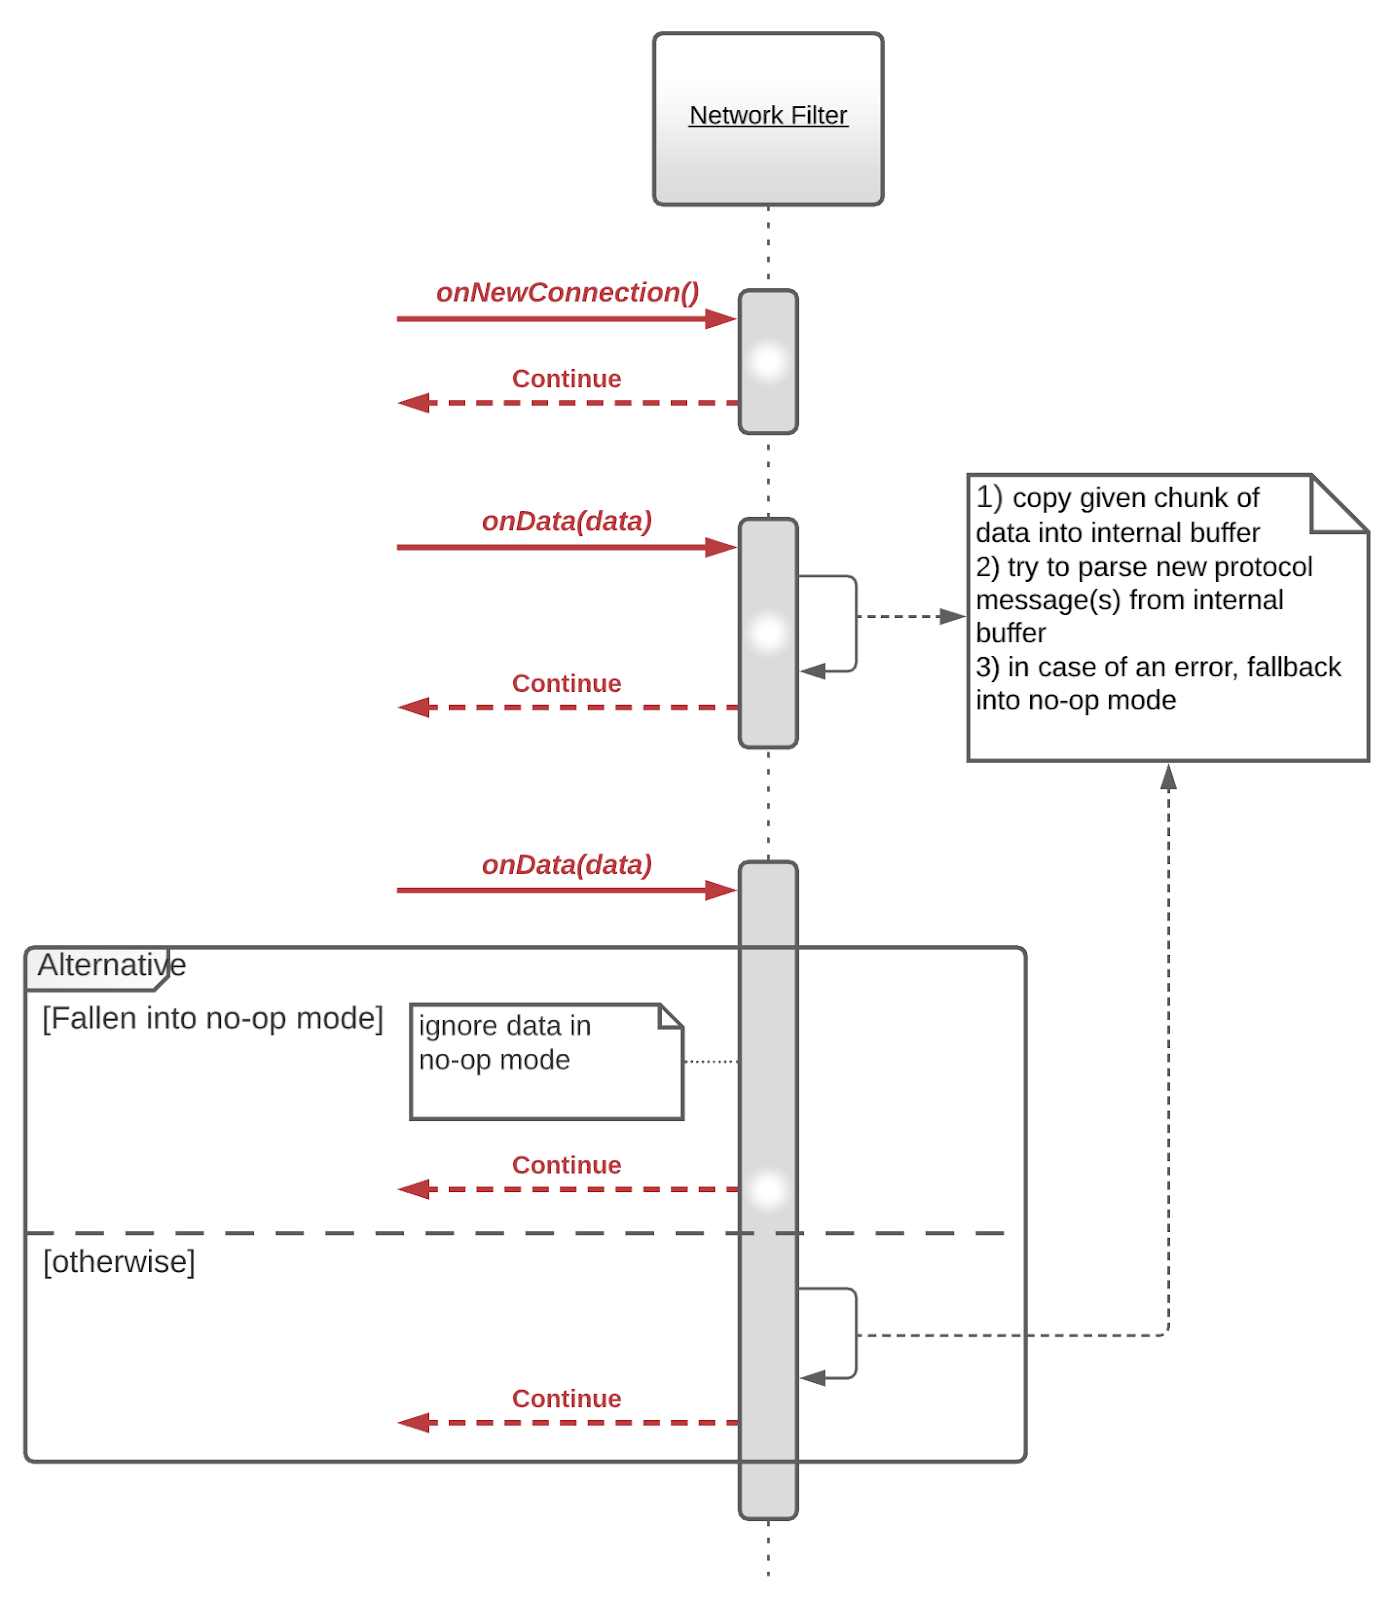 Network Filter
onNewConnection()
Continue
onData(data)
1) copy given chunk of
data into internal buffer
2) try to parse new protocol
message(s) from internal
buffer
3) in case of an error, fallback
into no-op mode
Continue
onData(data)
Alternative
[Fallen into no-op mode]
ignore data in
no-op mode
Continue
[otherwise]
Continue